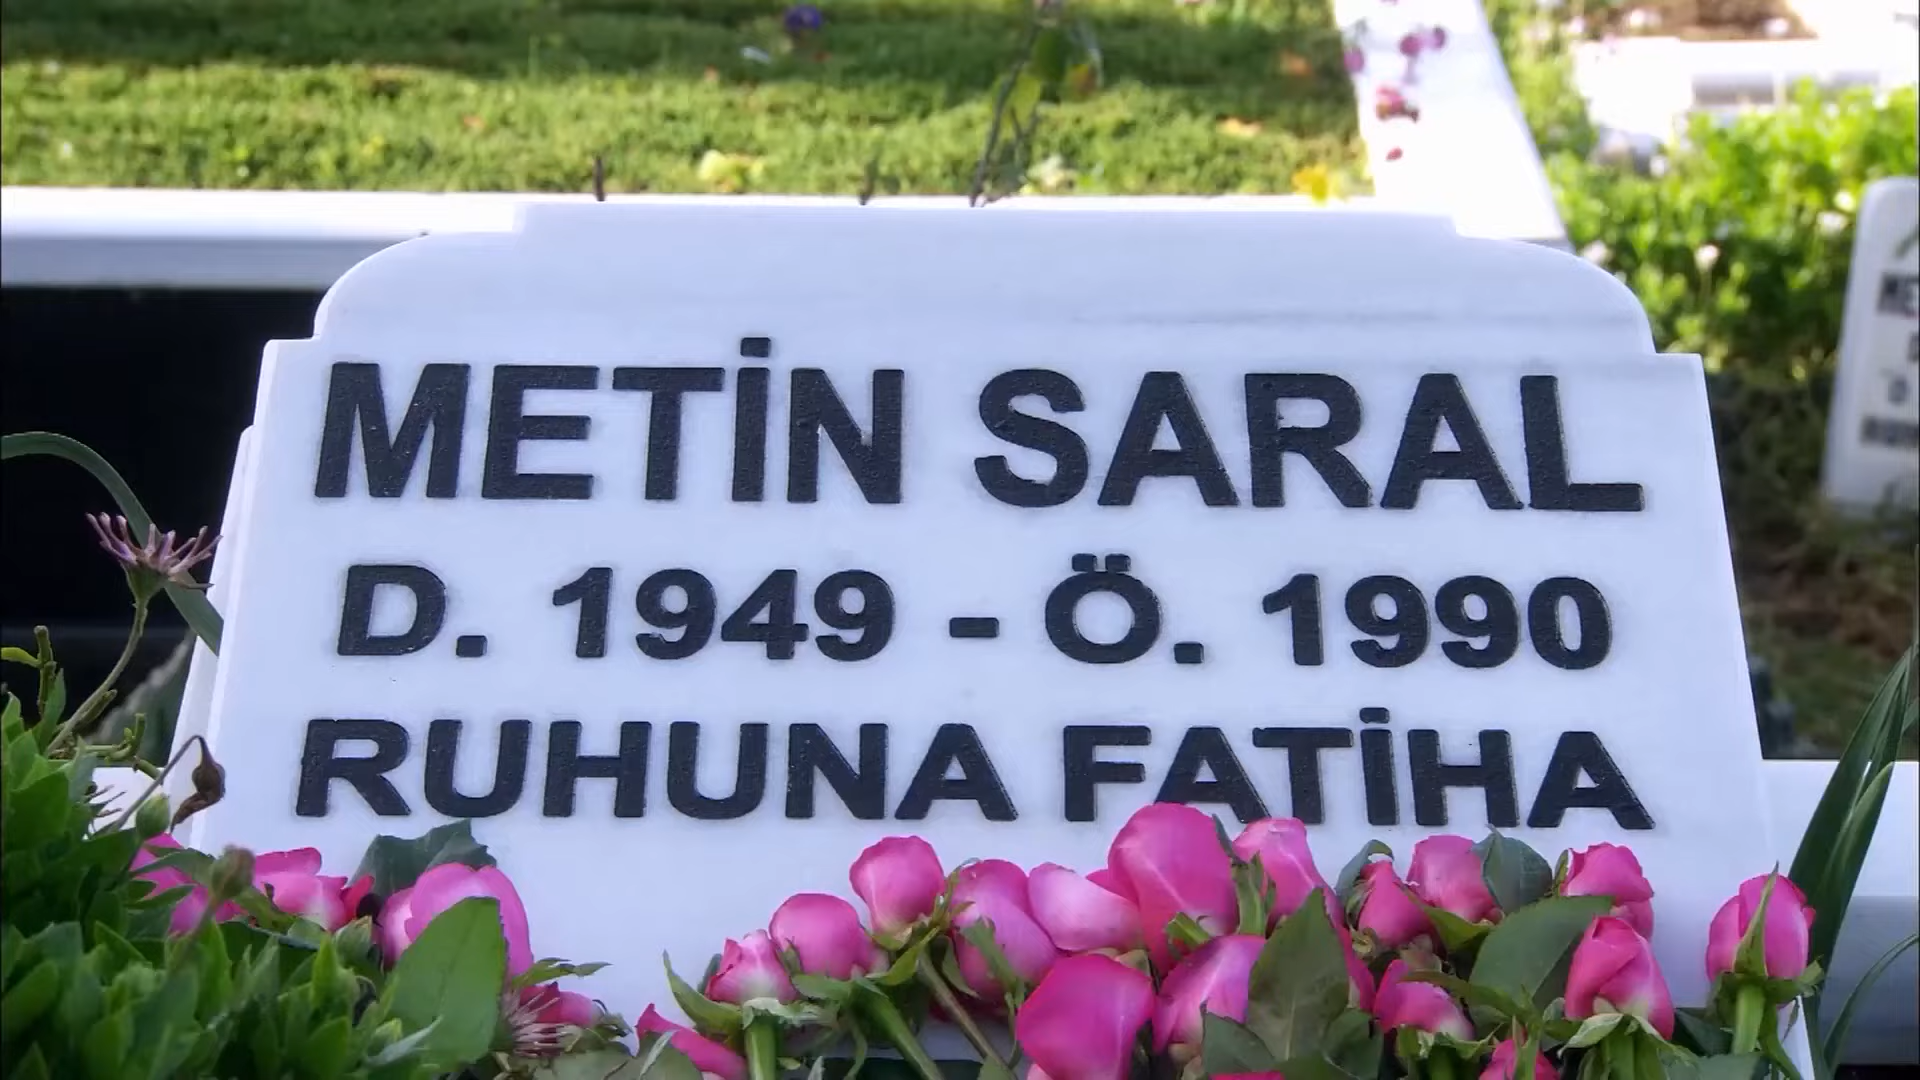 METİN SARAL
D. 1949 - Ö. 1990
RUHUNA FATİHA